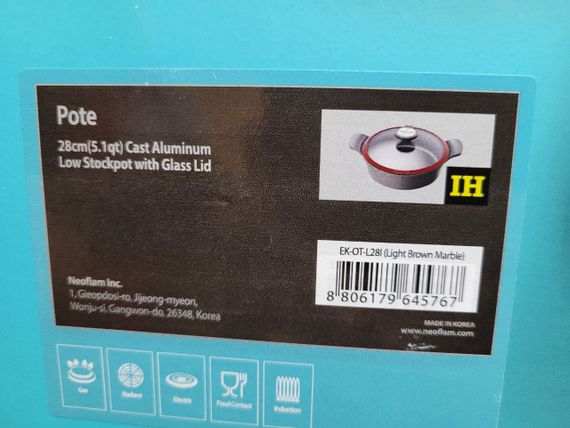 Pote
28cm(5.1qt) Cast Aluminum
Low Stockpot with Glass Lid
IH
EK-OT-L28I (Light Brown Marble)
8 806179 645767
Neoflam inc.
1, Gieopdosi-ro, Jijeong-myeon,
Wonju-si, Gangwon-do, 26348, Korea
MADE IN KOREA
www.neoflam.com
Gas
Radiant
Electric
Food Contact
Induction